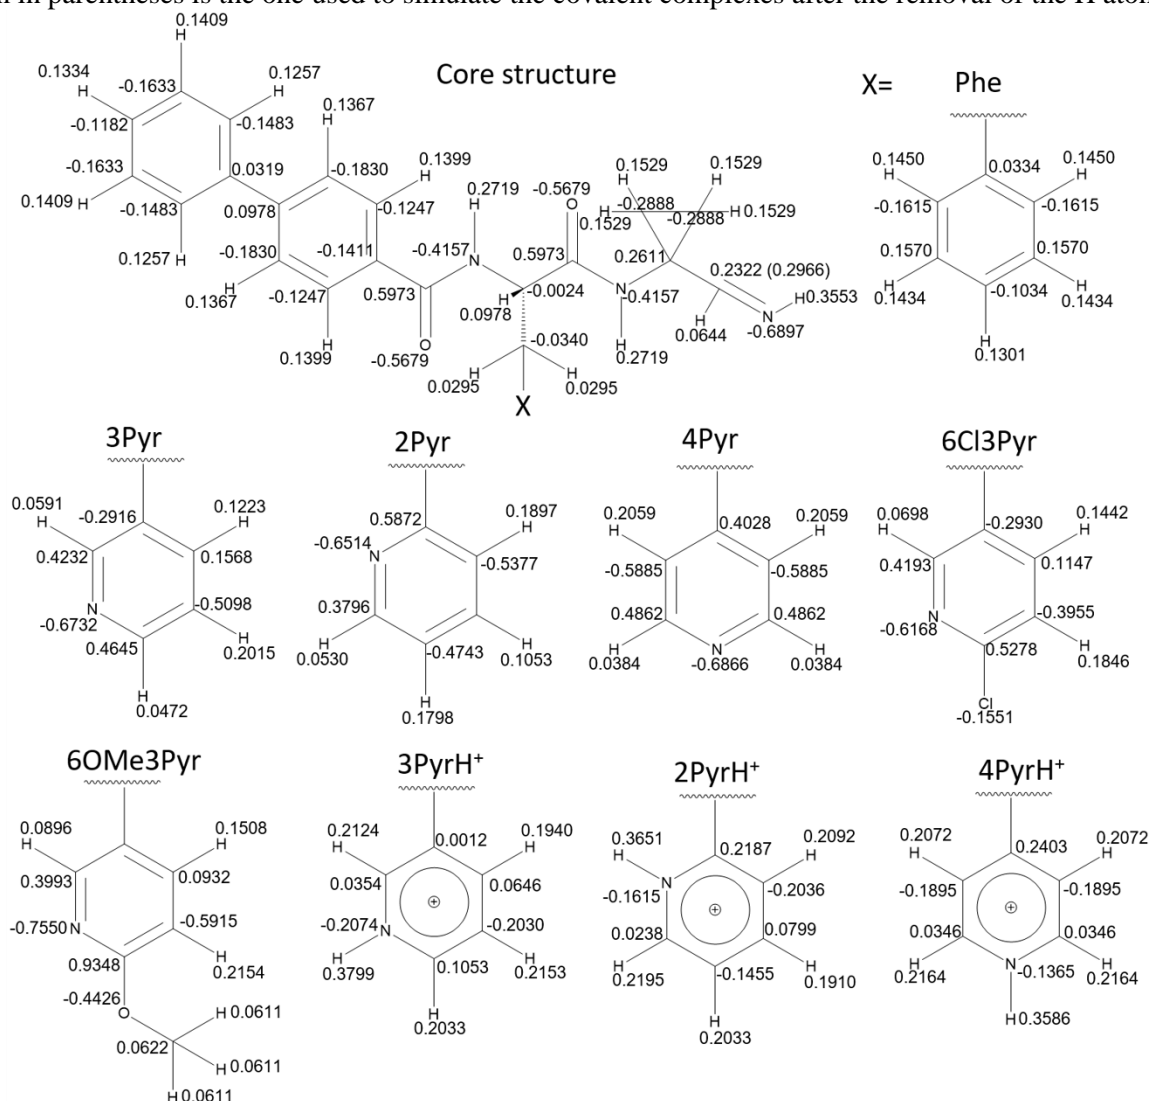 in parentheses is the one used to simulate the covalent complexes after the removal of the H atom
Core structure
X= Phe
0.1409
H
0.1334
H
-0.1633
0.1257
H
-0.1182
-0.1483
-0.1633
0.0319
0.1409 H
-0.1483
0.1257 H
0.1367
H
-0.1830
0.1399
H
0.0978
-0.1247
-0.1830
-0.1411
H
0.1367
-0.1247
H
0.1399
0.5973
O
-0.5679
0.2719
H
-0.4157
N
-0.5679
O
0.5973
H
0.0978
-0.0024
-0.0340
H
0.0295
H
0.0295
X
N
-0.4157
H
0.2719
0.1529
H
0.1529
H
H
0.1529
-0.2888
-0.2888
H 0.1529
0.2611
0.2322 (0.2966)
H
0.0644
H0.3553
N
-0.6897
0.1450
H
0.0334
0.1450
H
-0.1615
-0.1615
0.1570
0.1570
H
0.1434
-0.1034
H
0.1434
H
0.1301
3Pyr
0.0591
H
-0.2916
0.1223
H
0.4232
0.1568
N
-0.6732
-0.5098
0.4645
H
0.2015
H
0.0472
2Pyr
0.5872
0.1897
H
-0.6514
N
-0.5377
0.3796
H
0.0530
-0.4743
H
0.1053
H
0.1798
4Pyr
0.2059
H
0.4028
0.2059
H
-0.5885
-0.5885
0.4862
0.4862
H
0.0384
N
-0.6866
H
0.0384
6Cl3Pyr
0.0698
H
-0.2930
0.1442
H
0.4193
0.1147
N
-0.6168
-0.3955
0.5278
H
0.1846
Cl
-0.1551
6OMe3Pyr
0.0896
H
0.1508
H
0.3993
0.0932
-0.7550 N
-0.5915
0.9348
H
0.2154
-0.4426
O
0.0622
H 0.0611
H 0.0611
H 0.0611
3PyrH+
0.2124
H
0.0012
0.1940
H
0.0354
0.0646
+
-0.2074
N
-0.2030
H
0.3799
0.1053
H
0.2153
H
0.2033
2PyrH+
0.3651
H
0.2187
0.2092
H
N
-0.1615
-0.2036
+
0.0238
0.0799
H
0.2195
-0.1455
H
0.1910
H
0.2033
4PyrH+
0.2072
H
0.2403
0.2072
H
-0.1895
-0.1895
+
0.0346
0.0346
H
0.2164
N
-0.1365
H
0.2164
H 0.3586